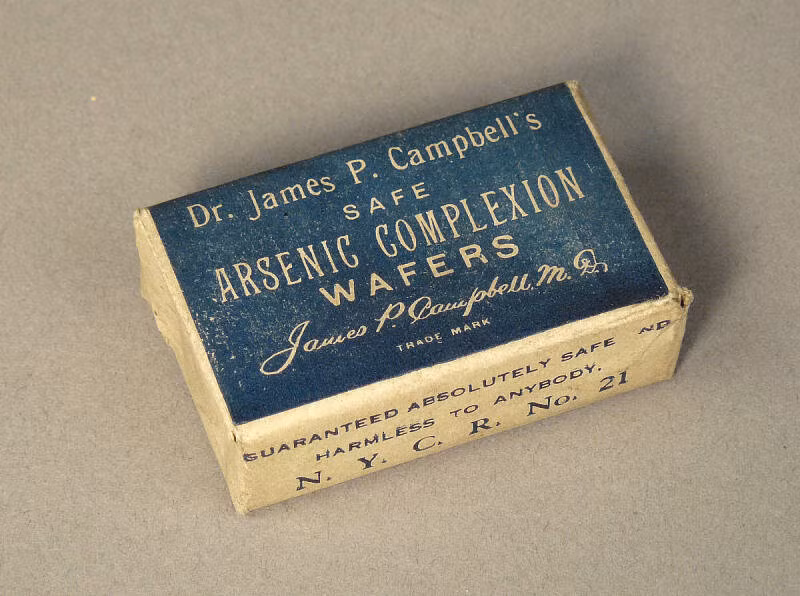 Dr. James P. Campbell's
SAFE
ARSENIC COMPLEXION
WAFERS
James P. Campbell, M. D.
TRADE MARK
GUARANTEED ABSOLUTELY SAFE AND
HARMLESS TO ANYBODY.
N. Y. C. R. No. 21